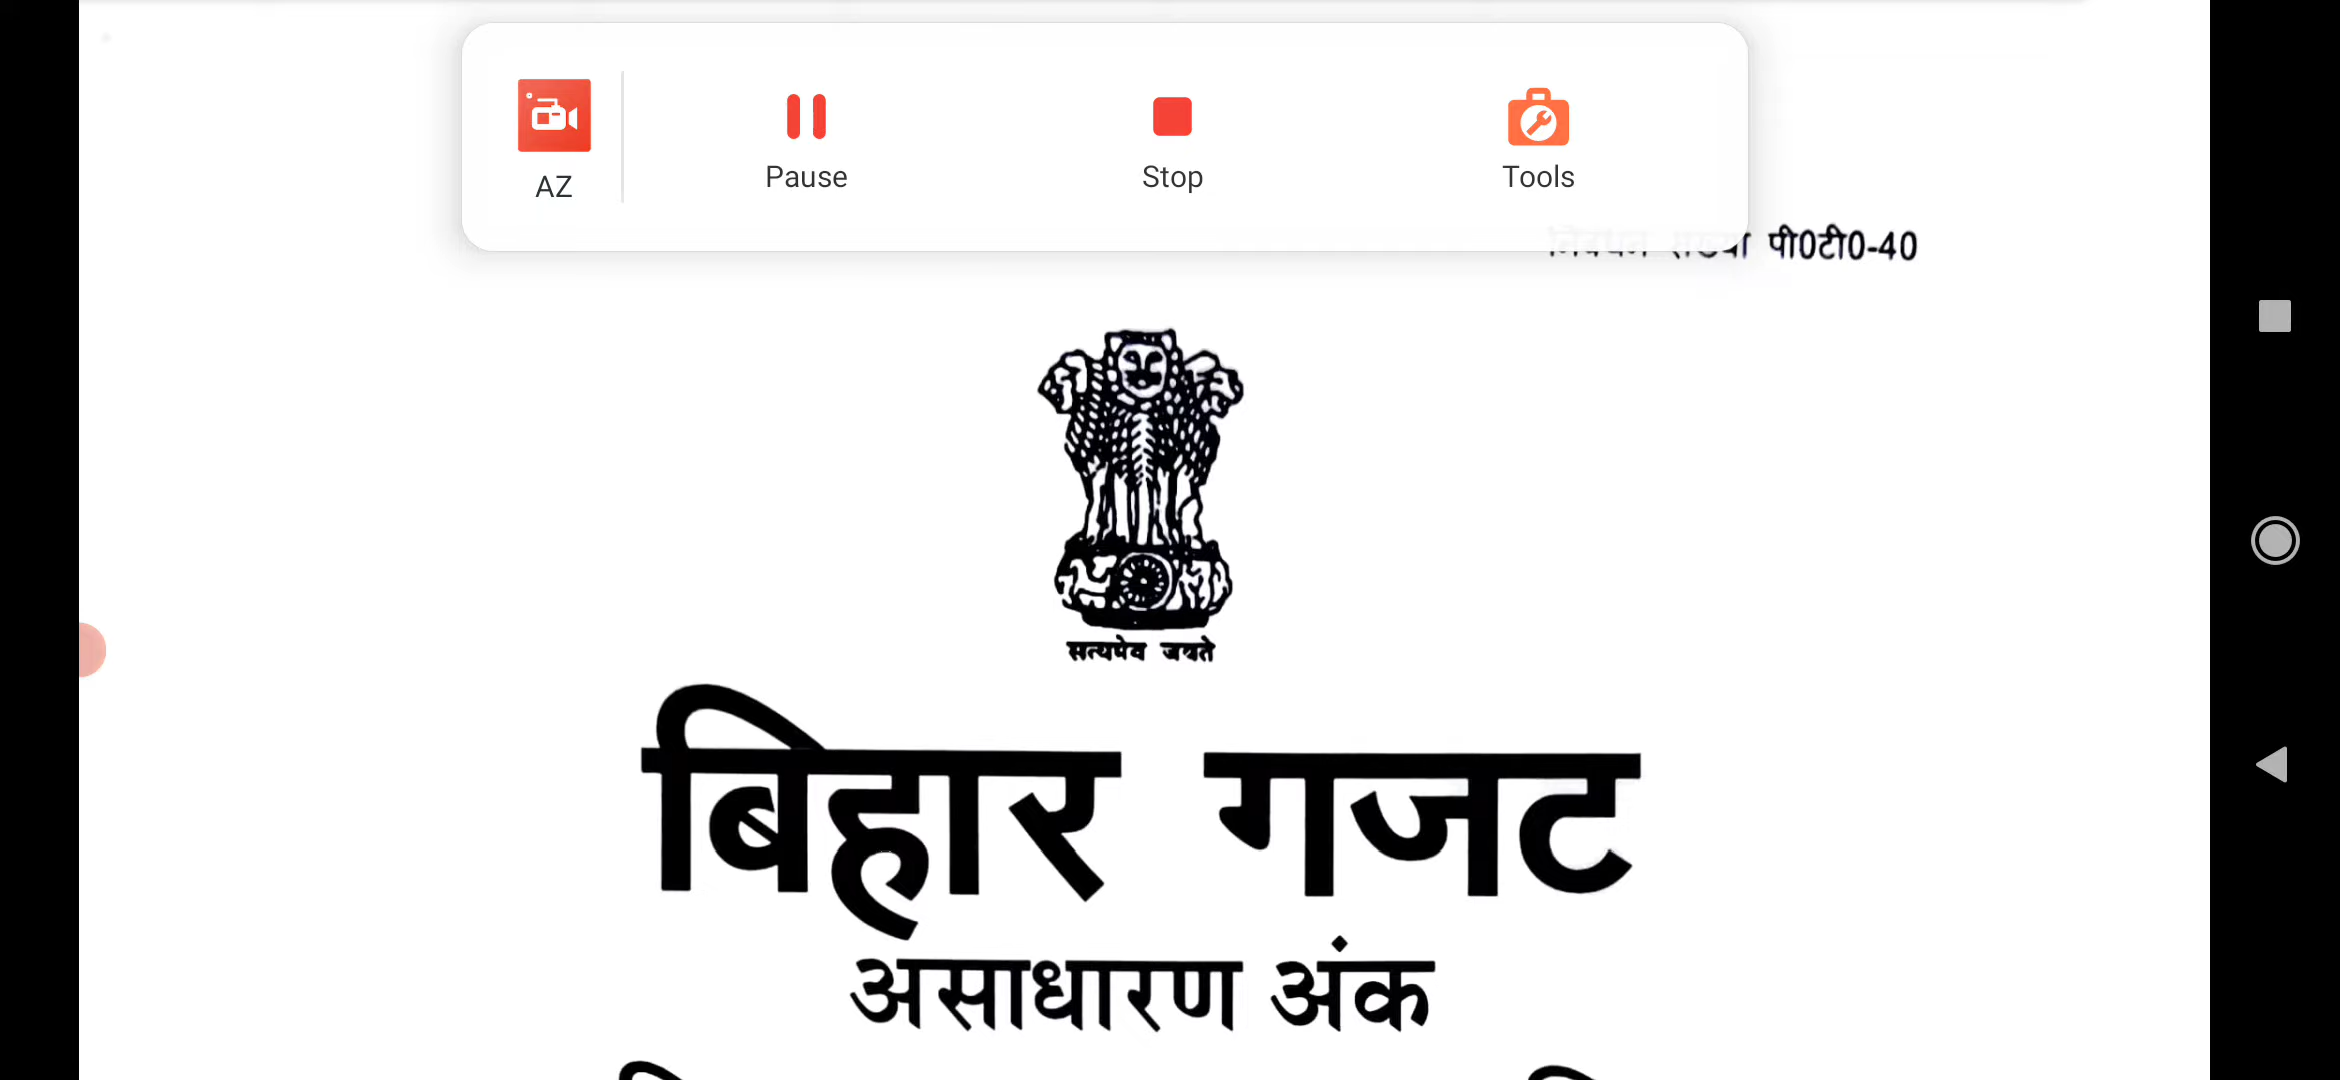 AZ
Pause
Stop
Tools
पी0टी0-40
सत्यमेव जयते
बिहार गजट
असाधारण अंक